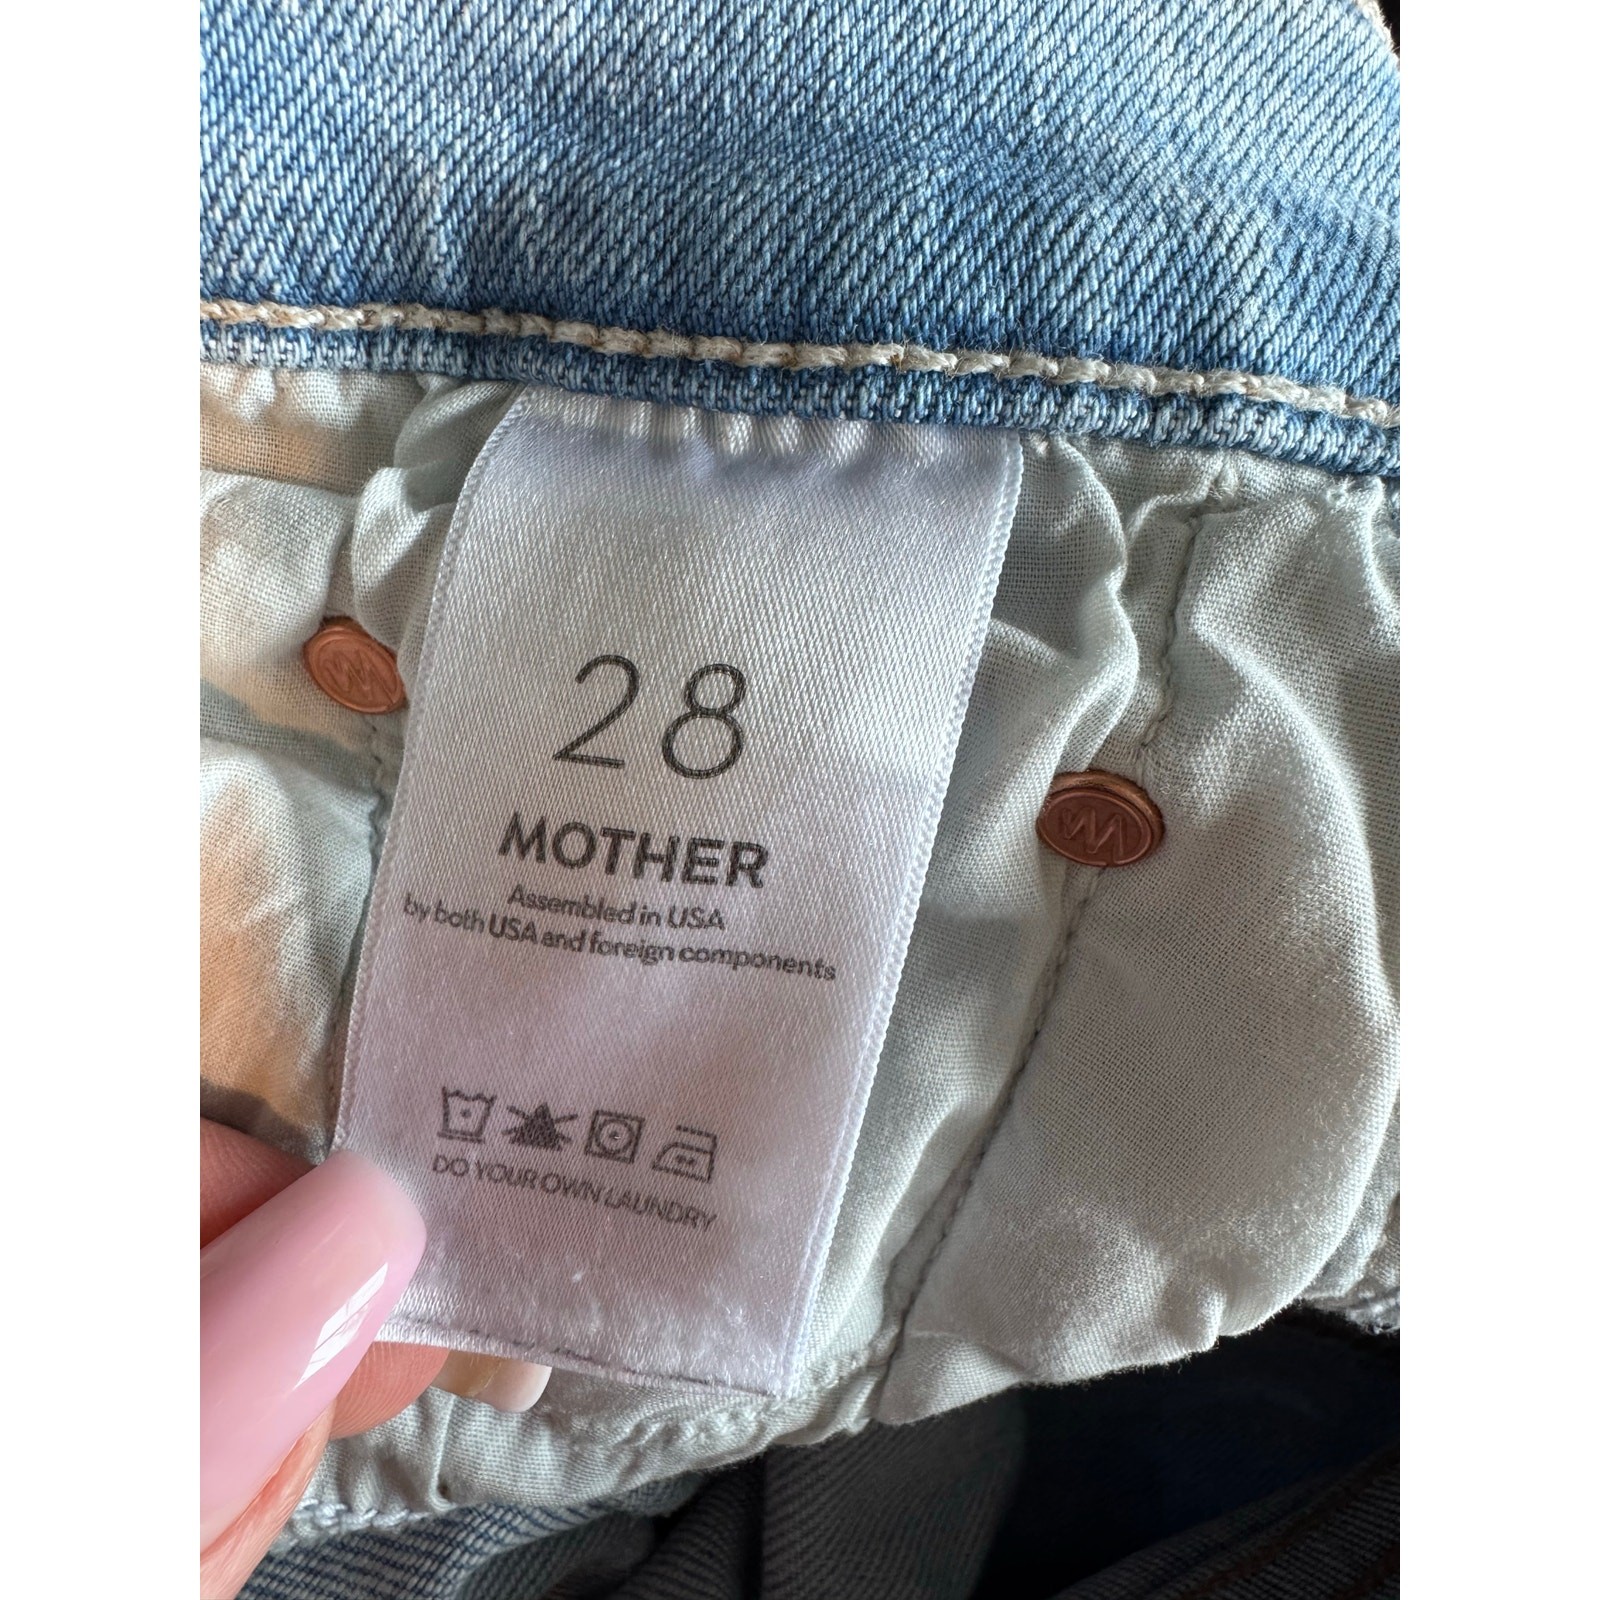 28
MOTHER
Assembled in USA
by both USA and foreign components
DO YOUR OWN LAUNDRY